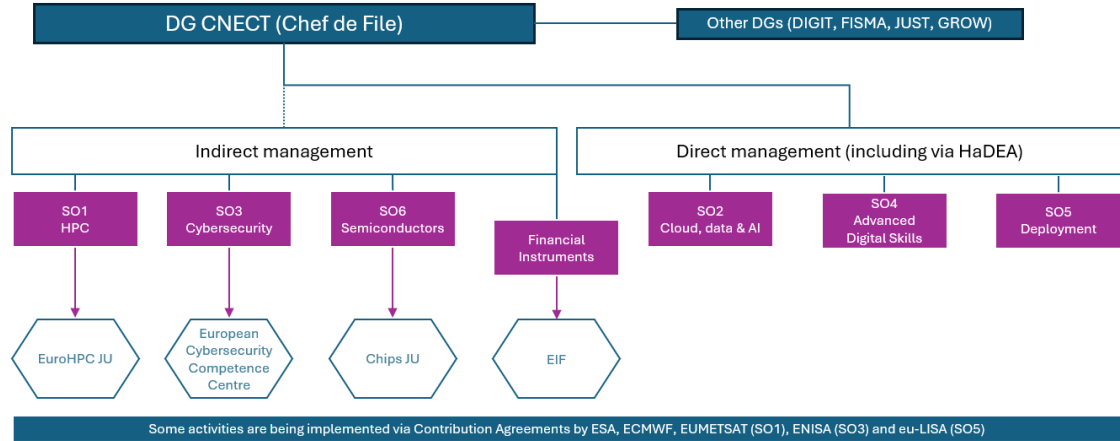 DG CNECT (Chef de File)
Other DGs (DIGIT, FISMA, JUST, GROW)
Indirect management
Direct management (including via HaDEA)
SO1
HPC
SO3
Cybersecurity
SO6
Semiconductors
Financial
Instruments
SO2
Cloud, data & AI
SO4
Advanced
Digital Skills
SO5
Deployment
EuroHPC JU
European
Cybersecurity
Competence
Centre
Chips JU
EIF
Some activities are being implemented via Contribution Agreements by ESA, ECMWF, EUMETSAT (SO1), ENISA (SO3) and eu-LISA (SO5)